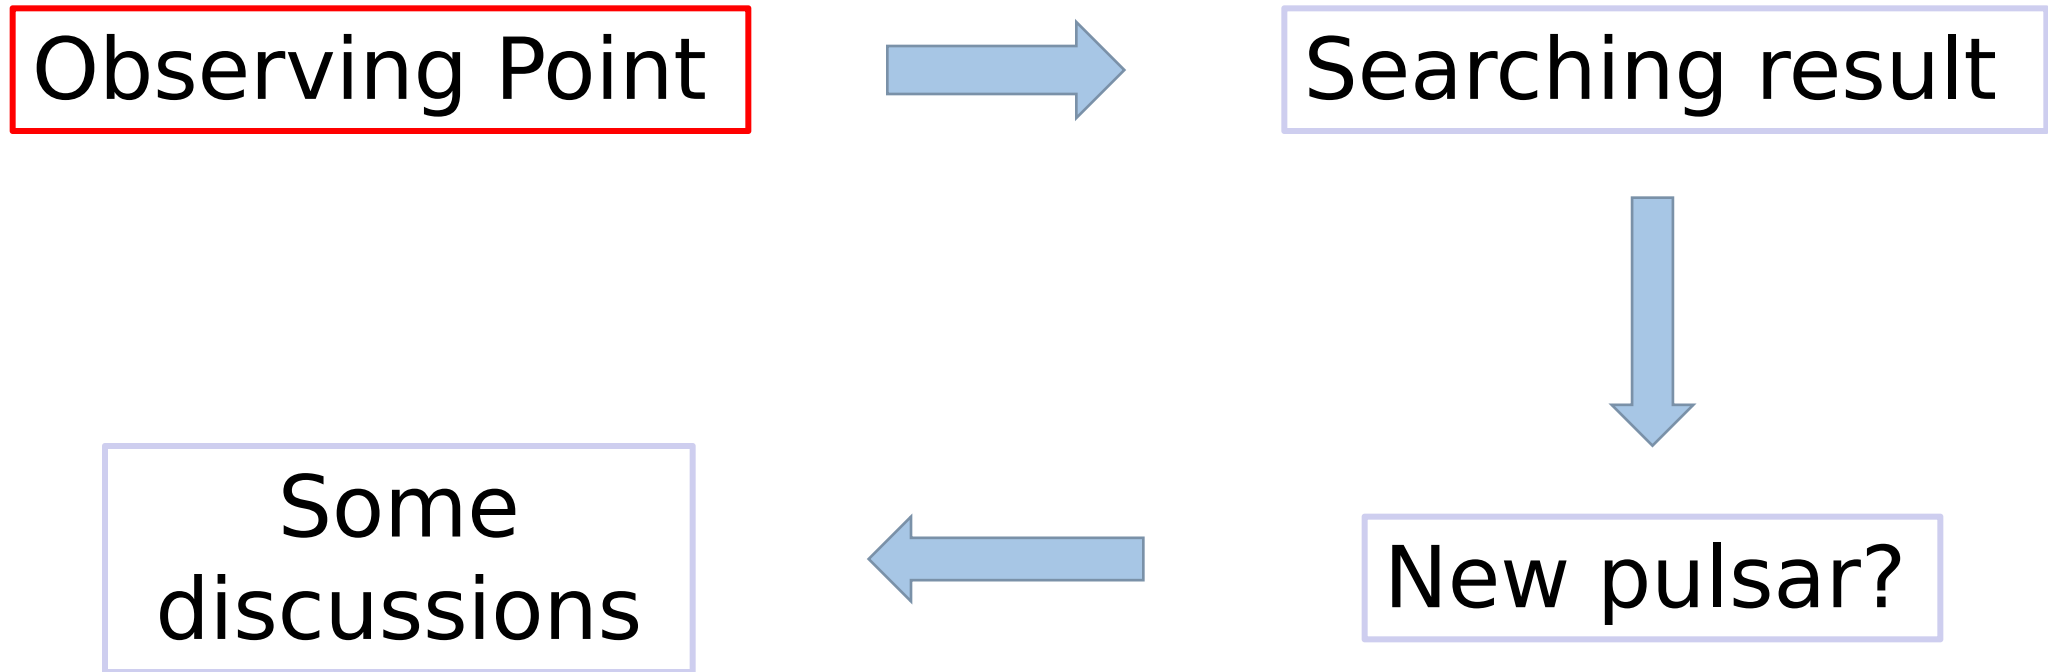 Observing Point
Searching result
New pulsar?
Some
discussions